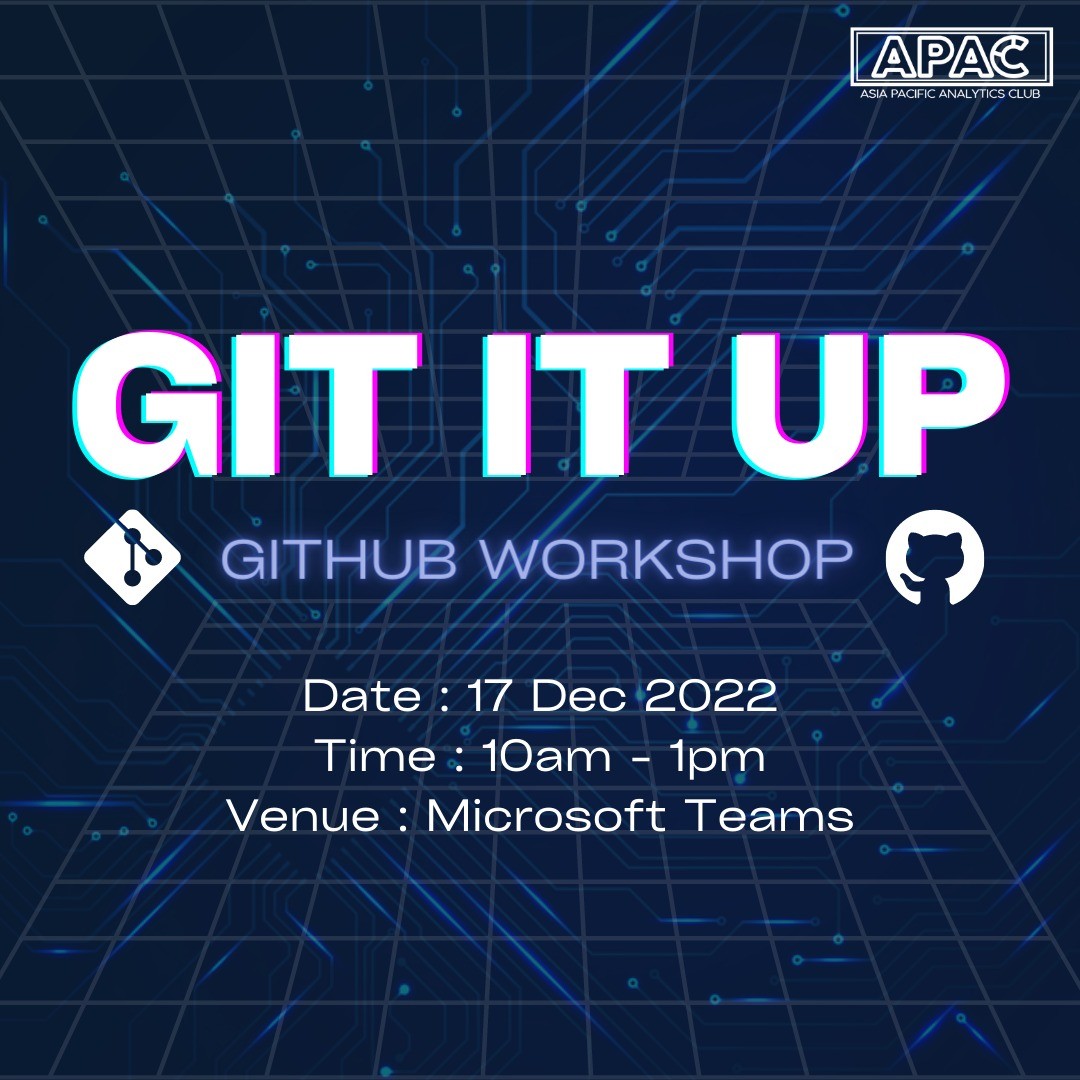 APAC
ASIA PACIFIC ANALYTICS CLUB
GIT IT UP
GITHUB WORKSHOP
Date : 17 Dec 2022
Time : 10am - 1pm
Venue : Microsoft Teams